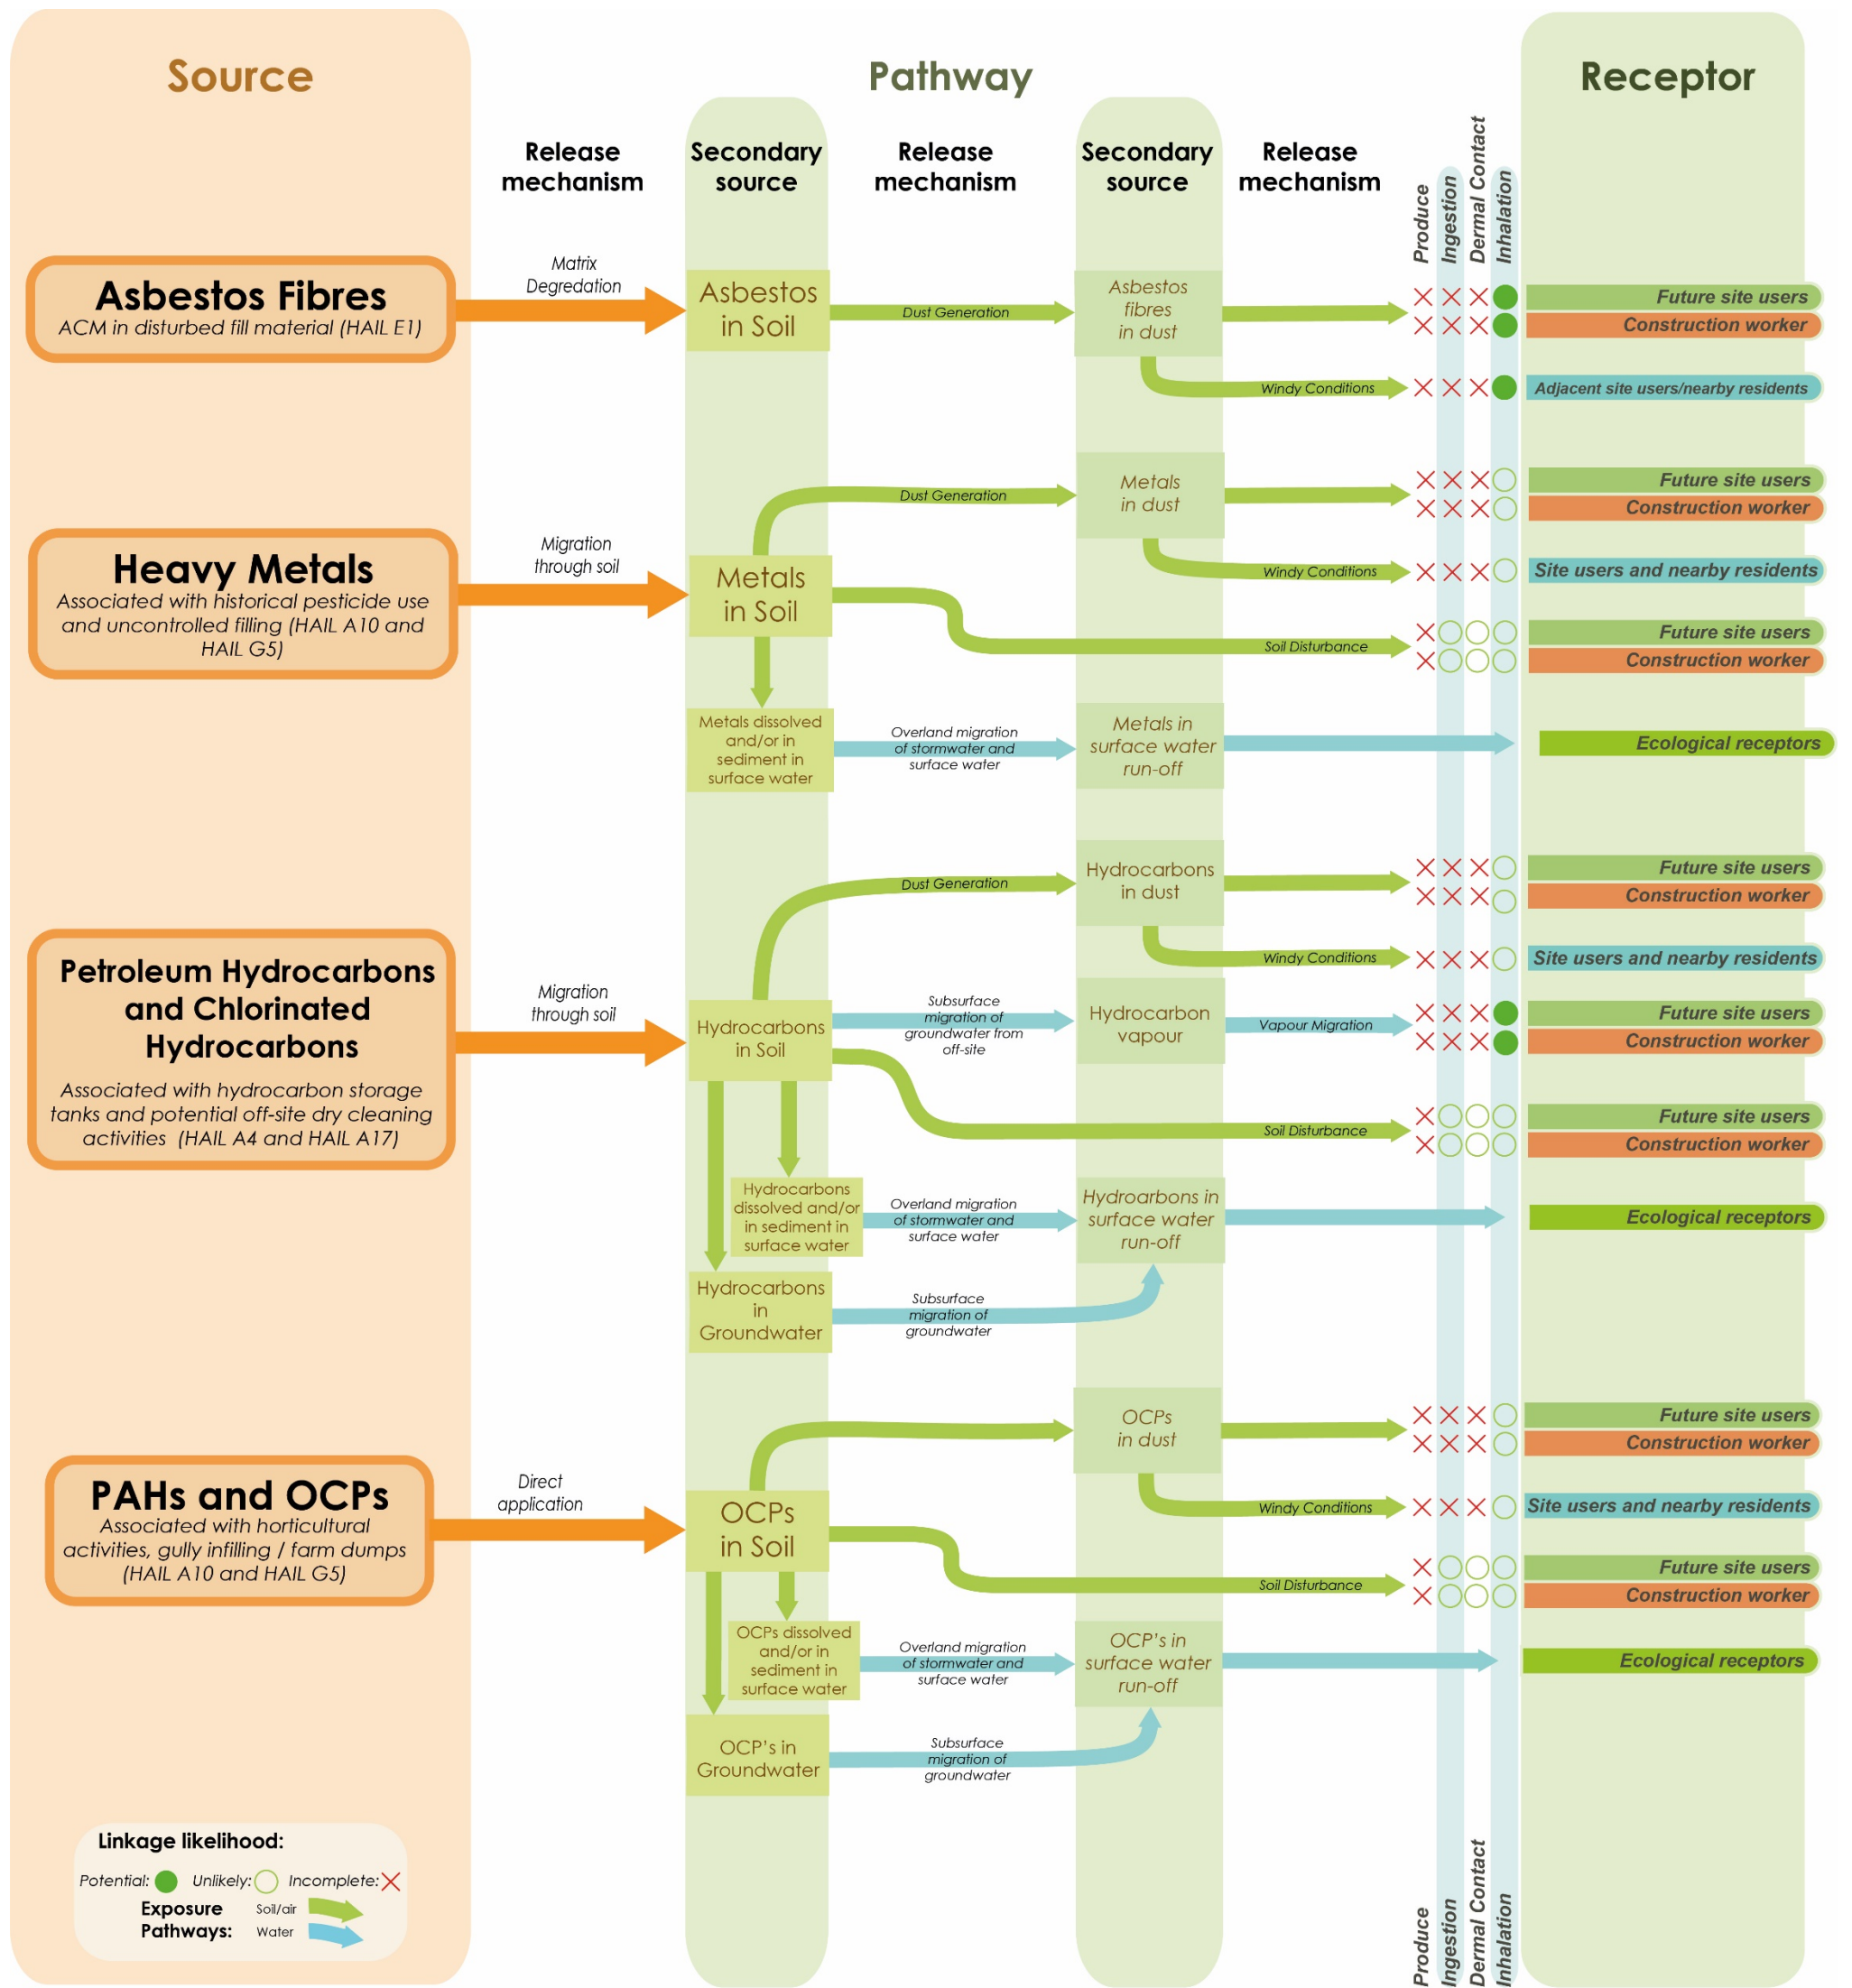 Source
Pathway
Receptor
Release
mechanism
Secondary
source
Release
mechanism
Secondary
source
Release
mechanism
Produce
Ingestion
Dermal Contact
Inhalation
Asbestos Fibres
ACM in disturbed fill material (HAIL E1)
Matrix
Degredation
Asbestos
in Soil
Dust Generation
Asbestos
fibres
in dust
Future site users
Construction worker
Windy Conditions
Adjacent site users/nearby residents
Heavy Metals
Associated with historical pesticide use
and uncontrolled filling (HAIL A10 and
HAIL G5)
Migration
through soil
Metals
in Soil
Dust Generation
Metals
in dust
Future site users
Construction worker
Windy Conditions
Site users and nearby residents
Soil Disturbance
Future site users
Construction worker
Metals dissolved
and/or in
sediment in
surface water
Overland migration
of stormwater and
surface water
Metals in
surface water
run-off
Ecological receptors
Petroleum Hydrocarbons
and Chlorinated
Hydrocarbons
Associated with hydrocarbon storage
tanks and potential off-site dry cleaning
activities (HAIL A4 and HAIL A17)
Migration
through soil
Hydrocarbons
in Soil
Dust Generation
Hydrocarbons
in dust
Future site users
Construction worker
Windy Conditions
Site users and nearby residents
Subsurface
migration of
groundwater from
off-site
Hydrocarbon
vapour
Vapour Migration
Future site users
Construction worker
Soil Disturbance
Future site users
Construction worker
Hydrocarbons
dissolved and/or
in sediment in
surface water
Overland migration
of stormwater and
surface water
Hydroarbons in
surface water
run-off
Ecological receptors
Hydrocarbons
in
Groundwater
Subsurface
migration of
groundwater
PAHs and OCPs
Associated with horticultural
activities, gully infilling / farm dumps
(HAIL A10 and HAIL G5)
Direct
application
OCPs
in Soil
OCPs
in dust
Future site users
Construction worker
Windy Conditions
Site users and nearby residents
Soil Disturbance
Future site users
Construction worker
OCPs dissolved
and/or in
sediment in
surface water
Overland migration
of stormwater and
surface water
OCP's in
surface water
run-off
Ecological receptors
OCP's in
Groundwater
Subsurface
migration of
groundwater
Linkage likelihood:
Potential: Unlikely: Incomplete:
Exposure
Pathways:
Soil/air
Water
Produce
Ingestion
Dermal Contact
Inhalation